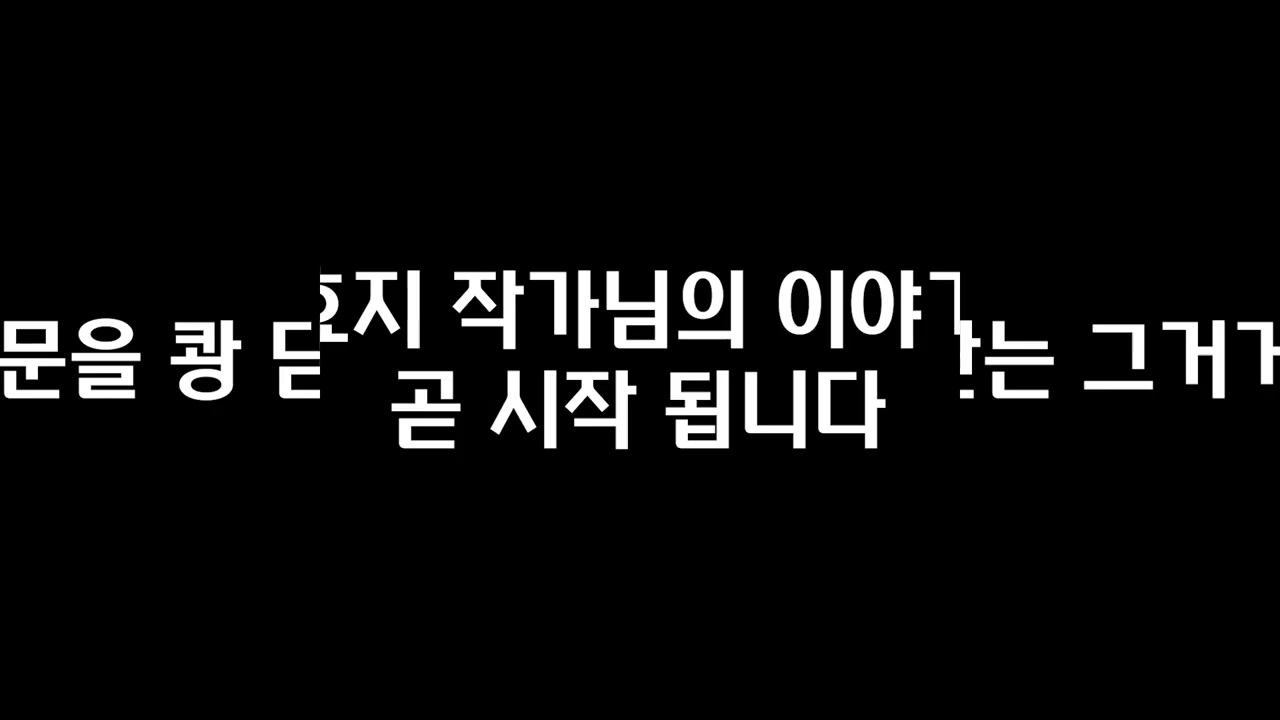 지 작가님의 이야
문을 쾅
는 그거
곧 시작 됩니다